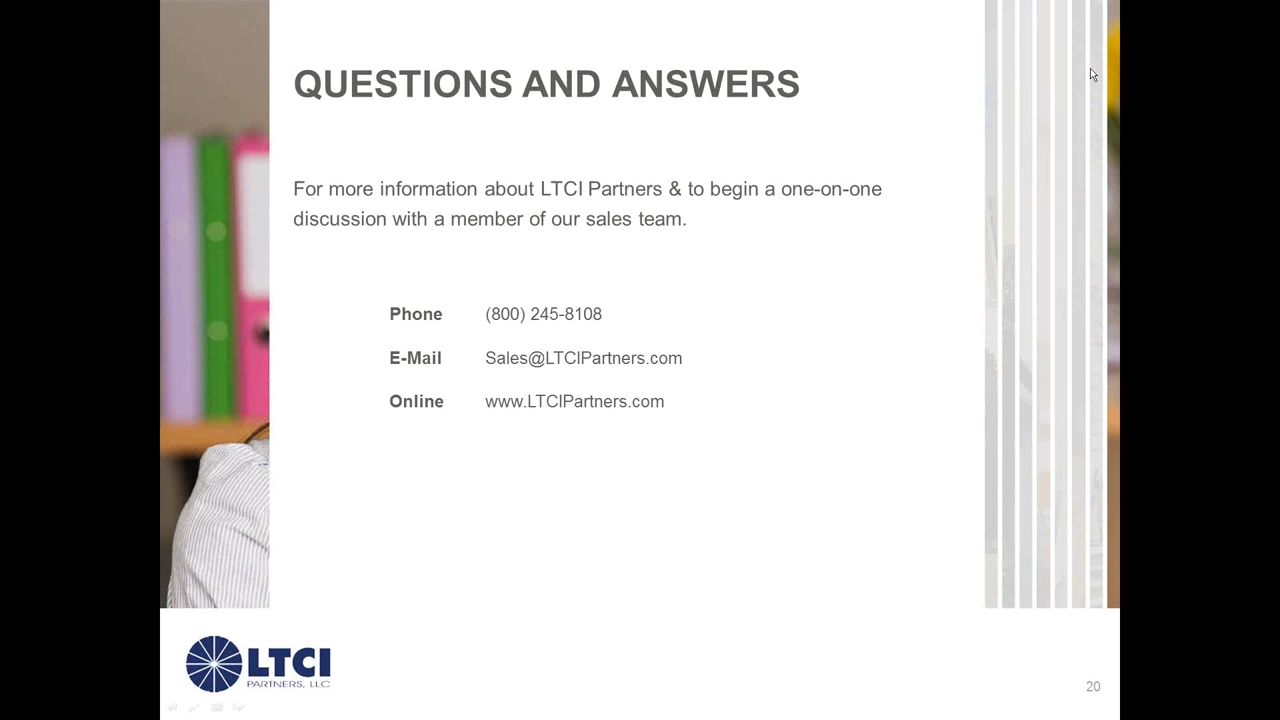 QUESTIONS AND ANSWERS
For more information about LTCI Partners & to begin a one-on-one
discussion with a member of our sales team.
Phone (800) 245-8108
E-Mail Sales@LTCIPartners.com
Online www.LTCIPartners.com
LTCI
PARTNERS, LLC
20